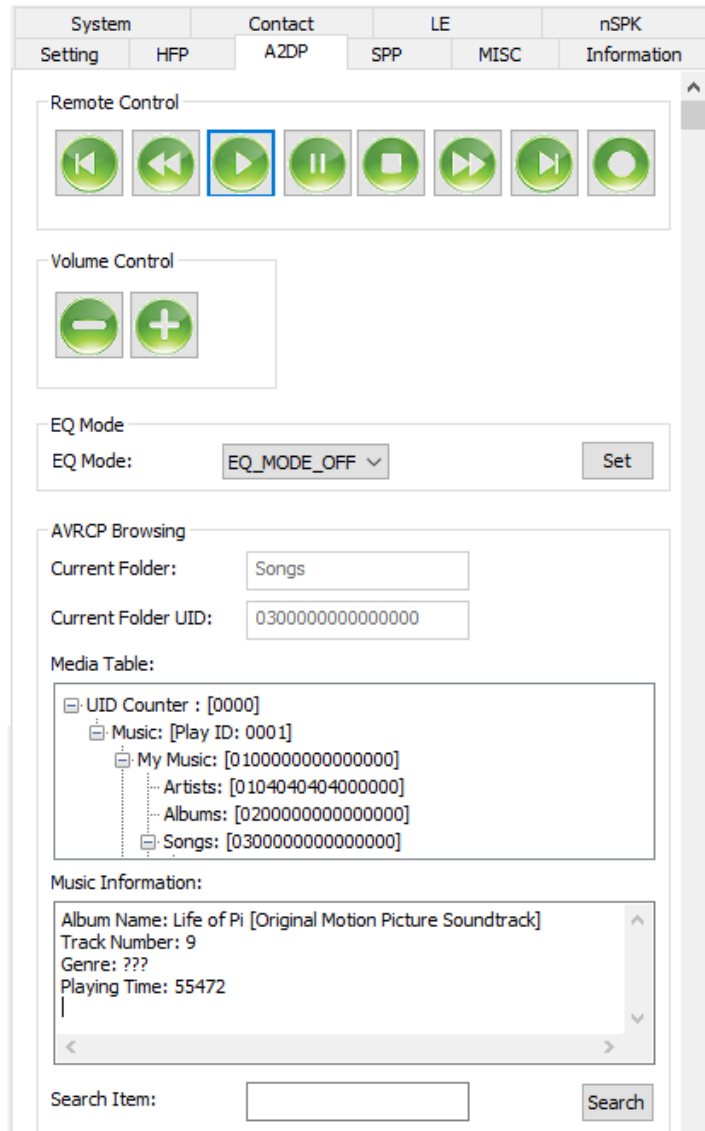 System Contact LE nSPK
Setting HFP A2DP SPP MISC Information
Remote Control
Volume Control
EQ Mode
EQ Mode: EQ_MODE_OFF Set
AVRCP Browsing
Current Folder: Songs
Current Folder UID: 0300000000000000
Media Table:
UID Counter : [0000]
Music: [Play ID: 0001]
My Music: [0100000000000000]
Artists: [0104040404000000]
Albums: [0200000000000000]
Songs: [0300000000000000]
Music Information:
Album Name: Life of Pi [Original Motion Picture Soundtrack]
Track Number: 9
Genre: ???
Playing Time: 55472
Search Item: Search